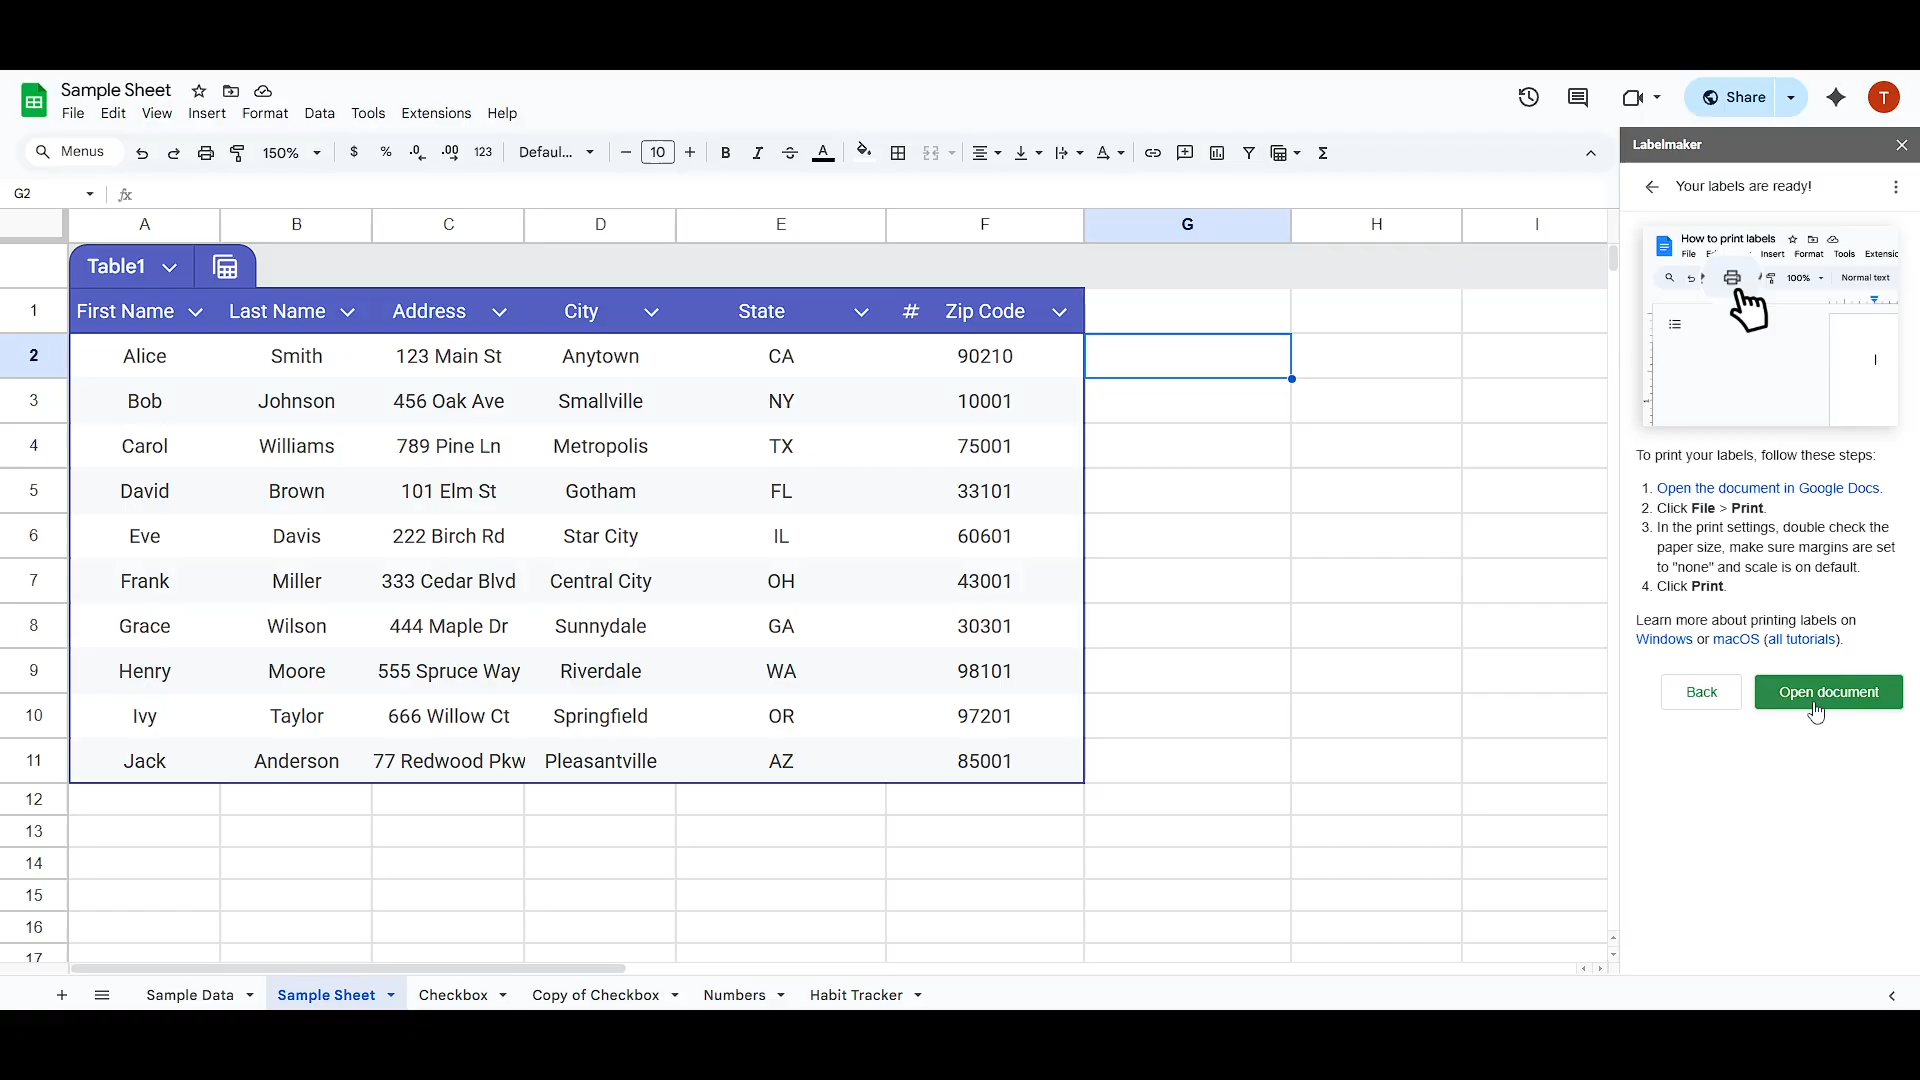 Sample Sheet
File Edit View Insert Format Data Tools Extensions Help
Share
T
Menus 150% $ % .0 .00 123 Defaul... 10 B I A
Labelmaker
Your labels are ready!
G2 fx
A B C D E F G H I
Table1
1 First Name Last Name Address City State # Zip Code
2 Alice Smith 123 Main St Anytown CA 90210
3 Bob Johnson 456 Oak Ave Smallville NY 10001
4 Carol Williams 789 Pine Ln Metropolis TX 75001
5 David Brown 101 Elm St Gotham FL 33101
6 Eve Davis 222 Birch Rd Star City IL 60601
7 Frank Miller 333 Cedar Blvd Central City OH 43001
8 Grace Wilson 444 Maple Dr Sunnydale GA 30301
9 Henry Moore 555 Spruce Way Riverdale WA 98101
10 Ivy Taylor 666 Willow Ct Springfield OR 97201
11 Jack Anderson 77 Redwood Pkw Pleasantville AZ 85001
12
13
14
15
16
17
How to print labels
File Insert Format Tools Extensic
100% Normal text
To print your labels, follow these steps:
1. Open the document in Google Docs.
2. Click File > Print.
3. In the print settings, double check the
paper size, make sure margins are set
to "none" and scale is on default.
4. Click Print.
Learn more about printing labels on
Windows or macOS (all tutorials).
Back Open document
Sample Data Sample Sheet Checkbox Copy of Checkbox Numbers Habit Tracker